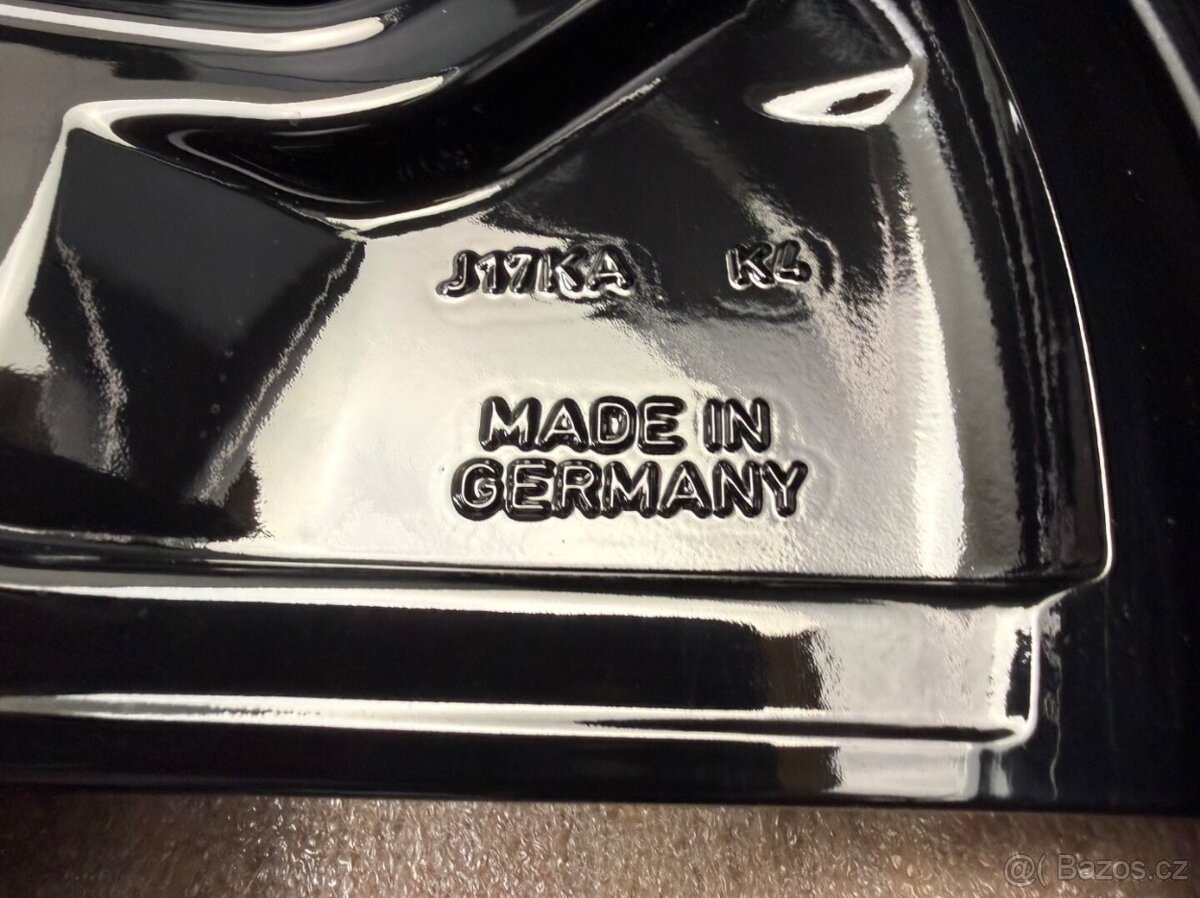 J17KA KL
MADE IN
GERMANY
@( Bazos.cz